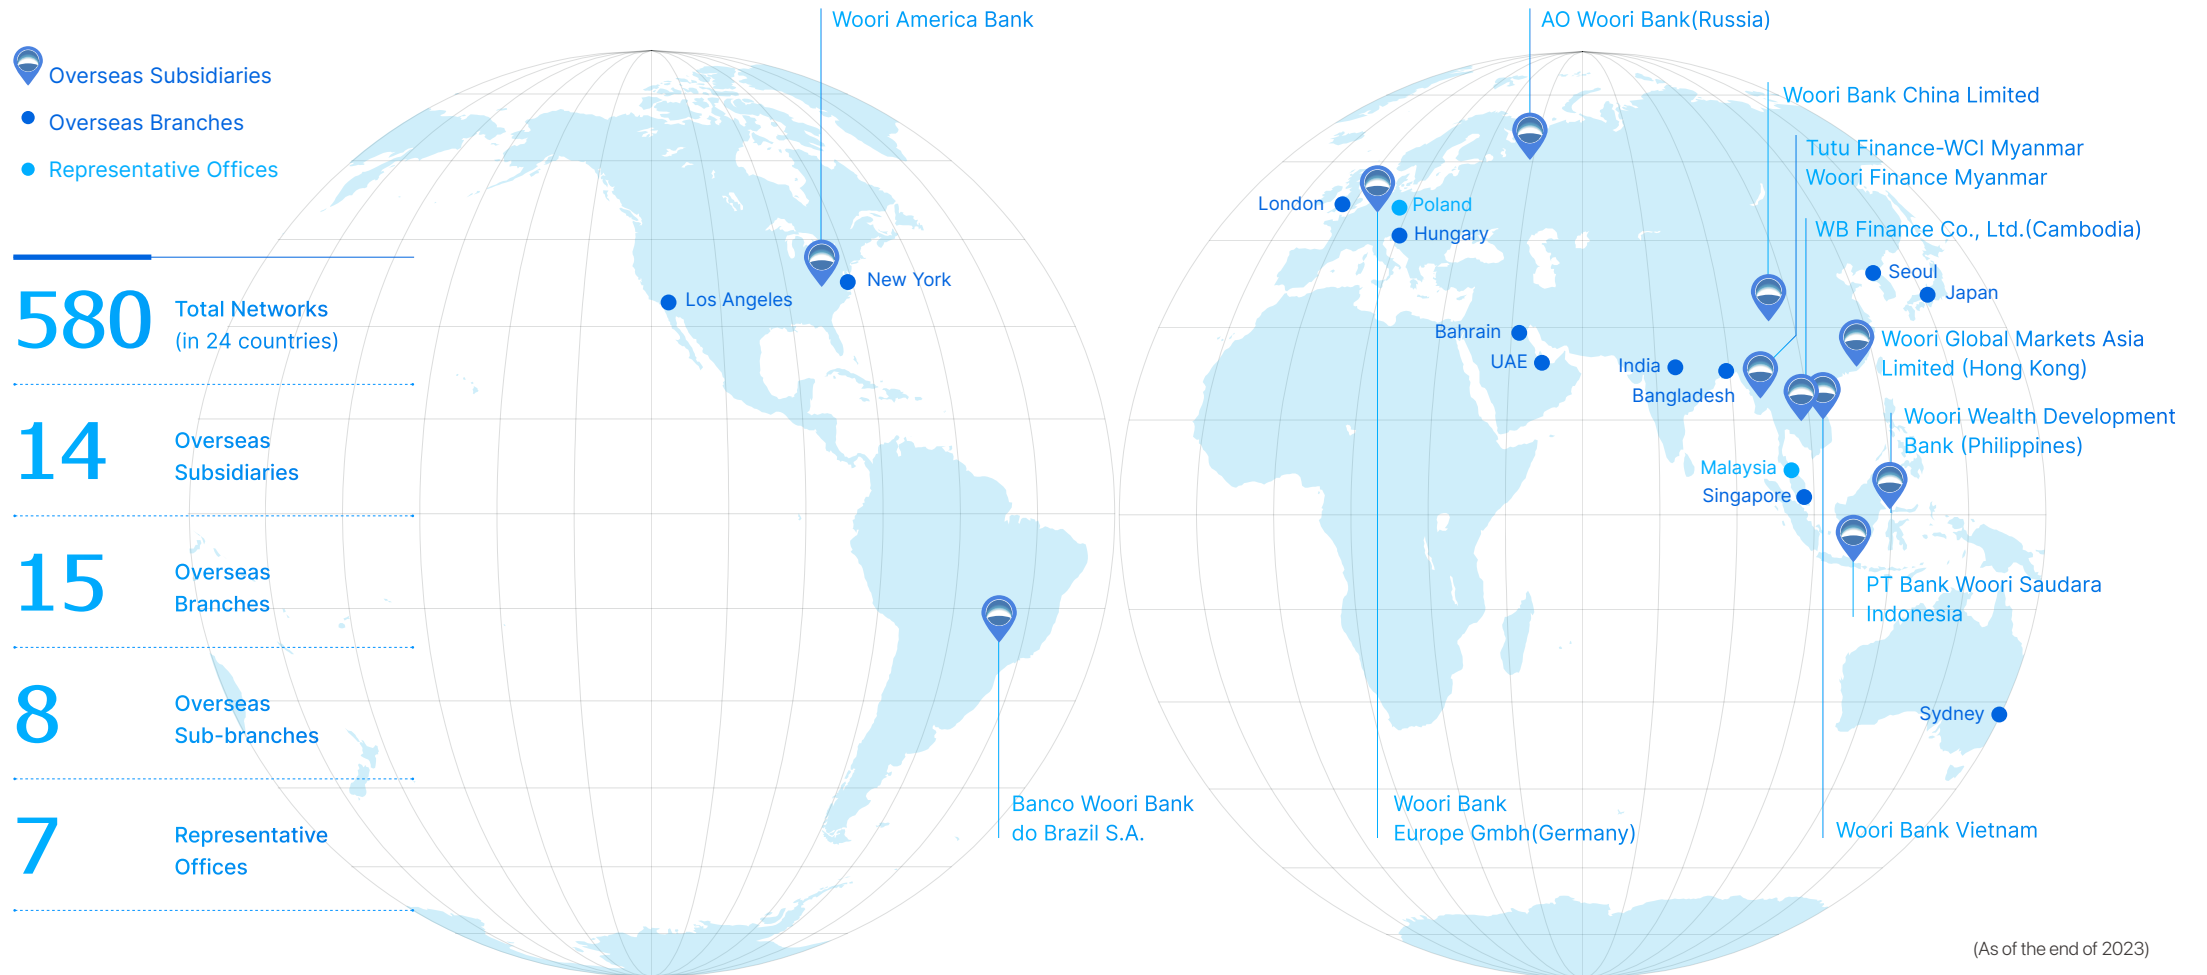 Overseas Subsidiaries
Overseas Branches
Representative Offices
580
Total Networks
(in 24 countries)
14
Overseas
Subsidiaries
15
Overseas
Branches
8
Overseas
Sub-branches
7
Representative
Offices
Woori America Bank
New York
Los Angeles
Banco Woori Bank
do Brazil S.A.
AO Woori Bank(Russia)
Woori Bank China Limited
Tutu Finance-WCI Myanmar
Woori Finance Myanmar
WB Finance Co., Ltd.(Cambodia)
London
Poland
Hungary
Seoul
Japan
Bahrain
UAE
India
Bangladesh
Woori Global Markets Asia
Limited (Hong Kong)
Woori Wealth Development
Bank (Philippines)
Malaysia
Singapore
PT Bank Woori Saudara
Indonesia
Sydney
Woori Bank
Europe Gmbh(Germany)
Woori Bank Vietnam
(As of the end of 2023)